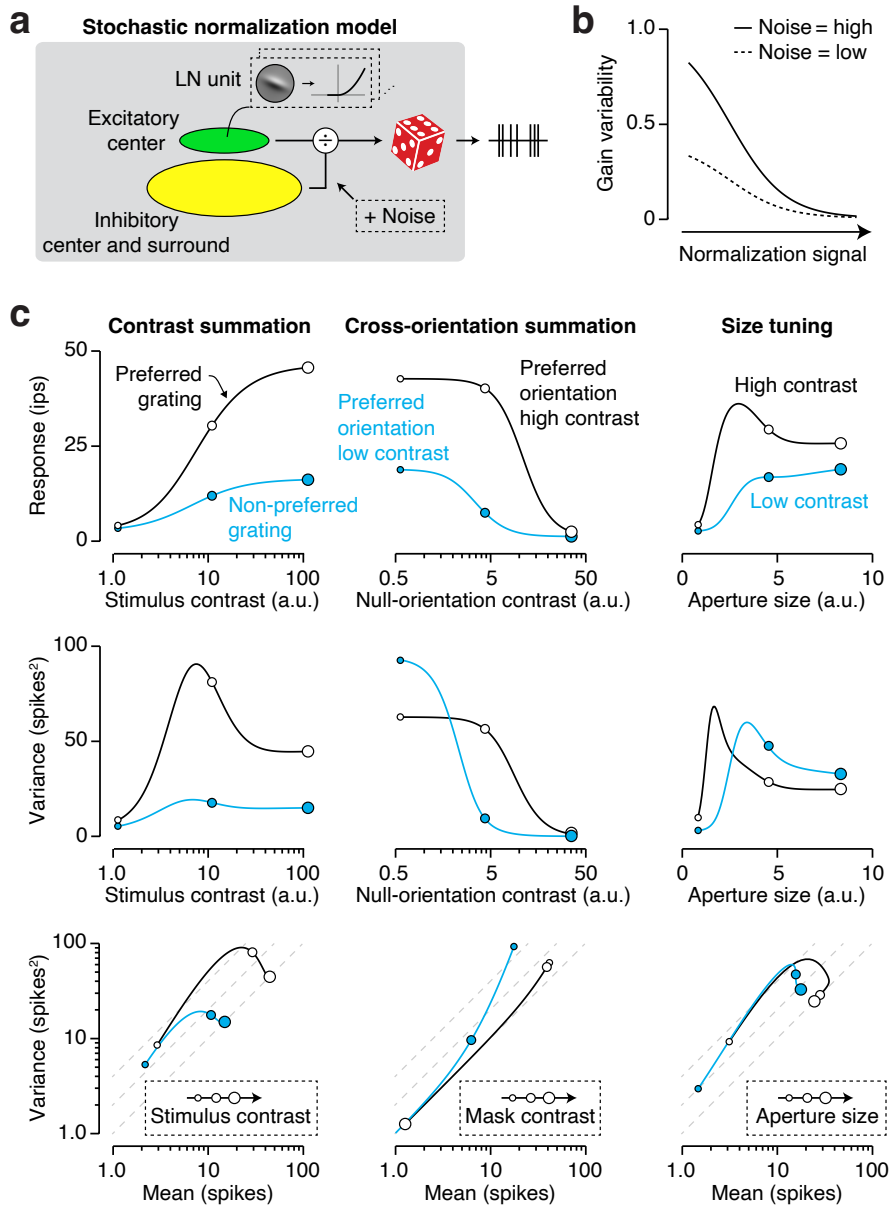 a
Stochastic normalization model
LN unit
Excitatory
center
÷
+ Noise
Inhibitory
center and surround
b
1.0
0.5
0
Gain variability
Noise = high
Noise = low
Normalization signal
c
Contrast summation
Cross-orientation summation
Size tuning
50
25
0
Response (ips)
Preferred
grating
Non-preferred
grating
1.0
10
100
Stimulus contrast (a.u.)
Preferred
orientation
low contrast
Preferred
orientation
high contrast
0.5
5
50
Null-orientation contrast (a.u.)
High contrast
Low contrast
0
5
10
Aperture size (a.u.)
100
50
0
Variance (spikes²)
1.0
10
100
Stimulus contrast (a.u.)
0.5
5
50
Null-orientation contrast (a.u.)
0
5
10
Aperture size (a.u.)
100
10
1.0
Variance (spikes²)
Stimulus contrast
1.0
10
100
Mean (spikes)
Mask contrast
1.0
10
100
Mean (spikes)
Aperture size
1.0
10
100
Mean (spikes)